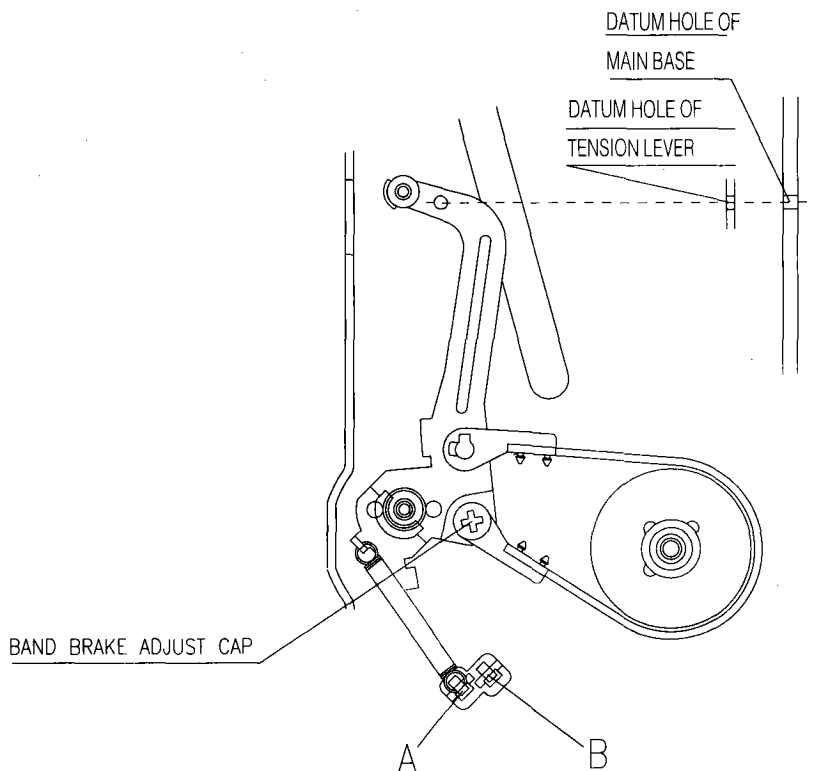 DATUM HOLE OF
MAIN BASE
DATUM HOLE OF
TENSION LEVER
BAND BRAKE ADJUST CAP
A
B